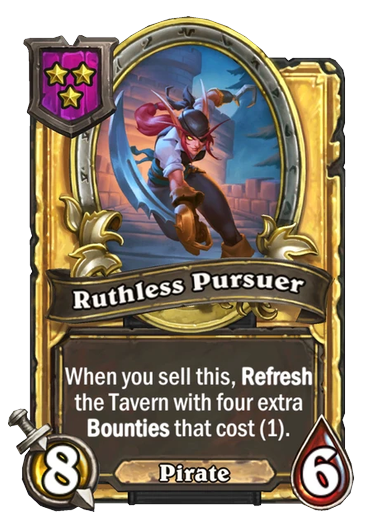 Ruthless Pursuer
When you sell this, Refresh
the Tavern with four extra
Bounties that cost (1).
8
Pirate
6